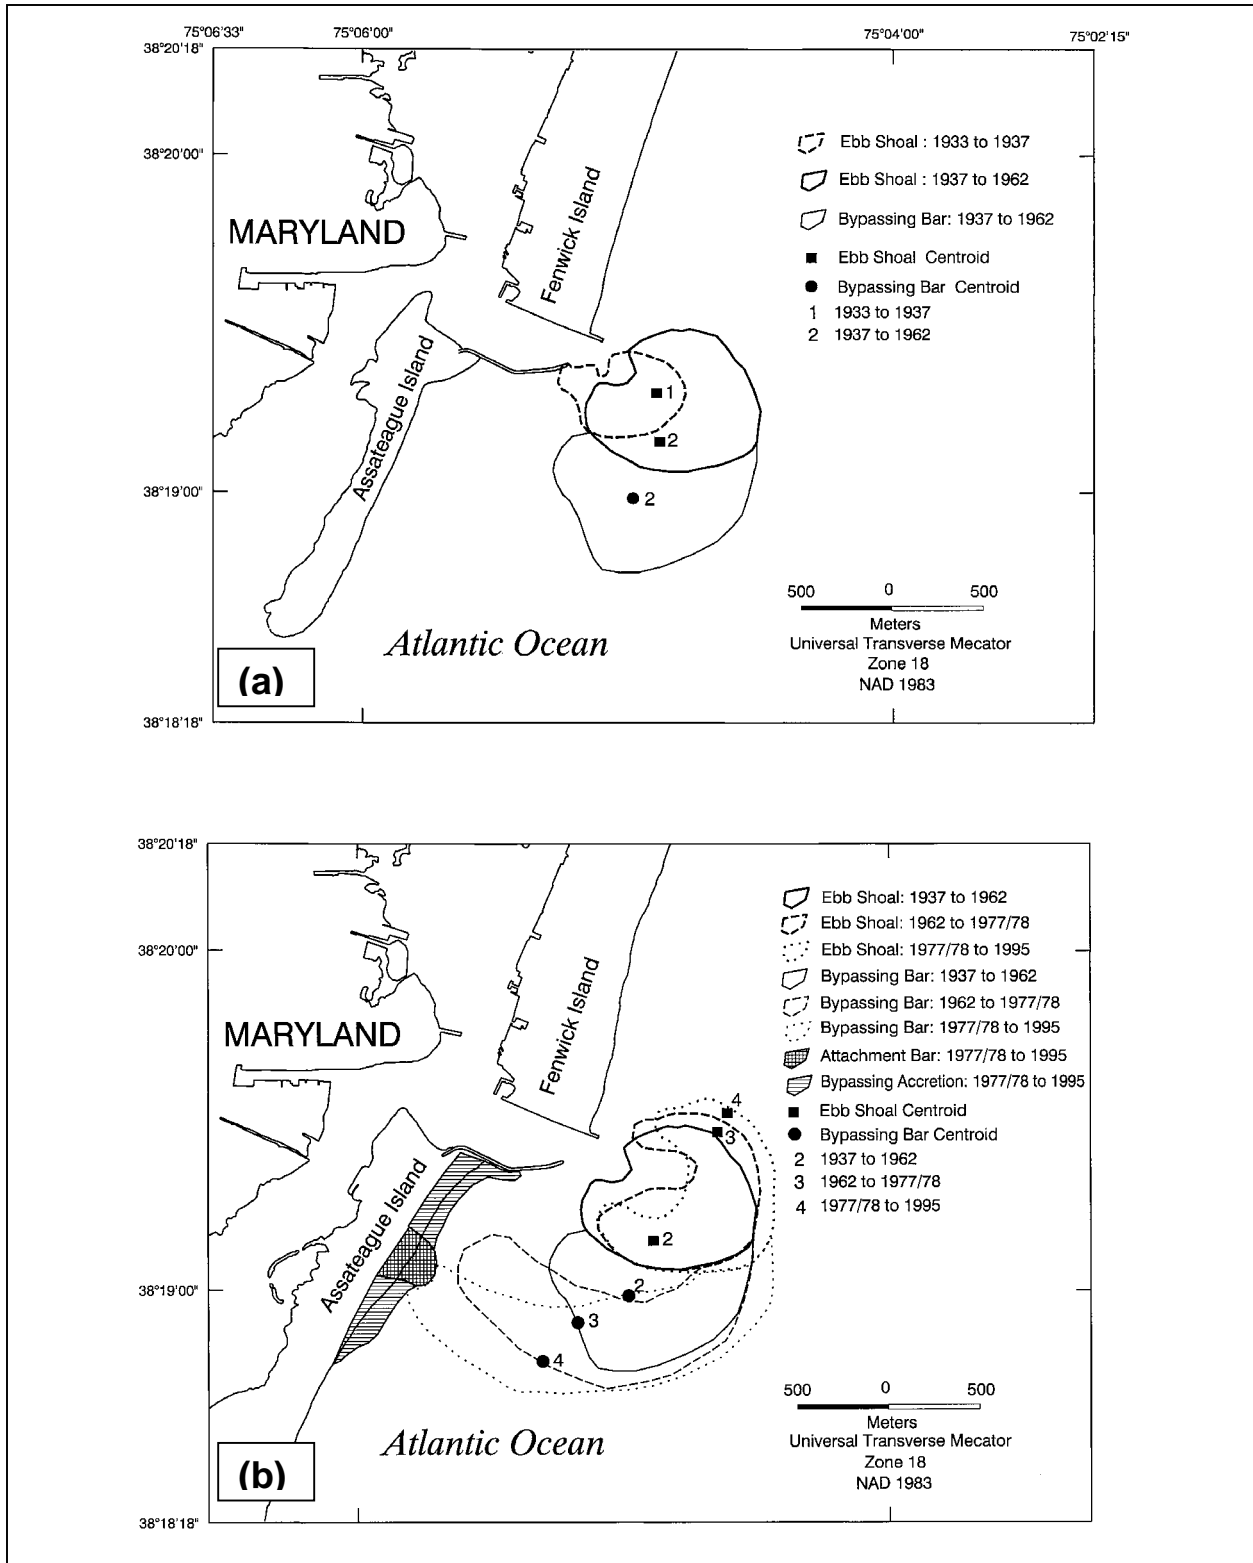 75°06'33"
75°06'00"
75°04'00"
75°02'15"
38°20'18"
38°20'00"
38°19'00"
38°18'18"
MARYLAND
Fenwick Island
Assateague Island
Ebb Shoal : 1933 to 1937
Ebb Shoal : 1937 to 1962
Bypassing Bar: 1937 to 1962
Ebb Shoal Centroid
Bypassing Bar Centroid
1 1933 to 1937
2 1937 to 1962
1
2
2
500 0 500
Meters
Universal Transverse Mecator
Zone 18
NAD 1983
Atlantic Ocean
(a)
38°20'18"
38°20'00"
38°19'00"
38°18'18"
MARYLAND
Fenwick Island
Assateague Island
Ebb Shoal: 1937 to 1962
Ebb Shoal: 1962 to 1977/78
Ebb Shoal: 1977/78 to 1995
Bypassing Bar: 1937 to 1962
Bypassing Bar: 1962 to 1977/78
Bypassing Bar: 1977/78 to 1995
Attachment Bar: 1977/78 to 1995
Bypassing Accretion: 1977/78 to 1995
Ebb Shoal Centroid
Bypassing Bar Centroid
2 1937 to 1962
3 1962 to 1977/78
4 1977/78 to 1995
4
3
2
2
3
4
500 0 500
Meters
Universal Transverse Mecator
Zone 18
NAD 1983
Atlantic Ocean
(b)